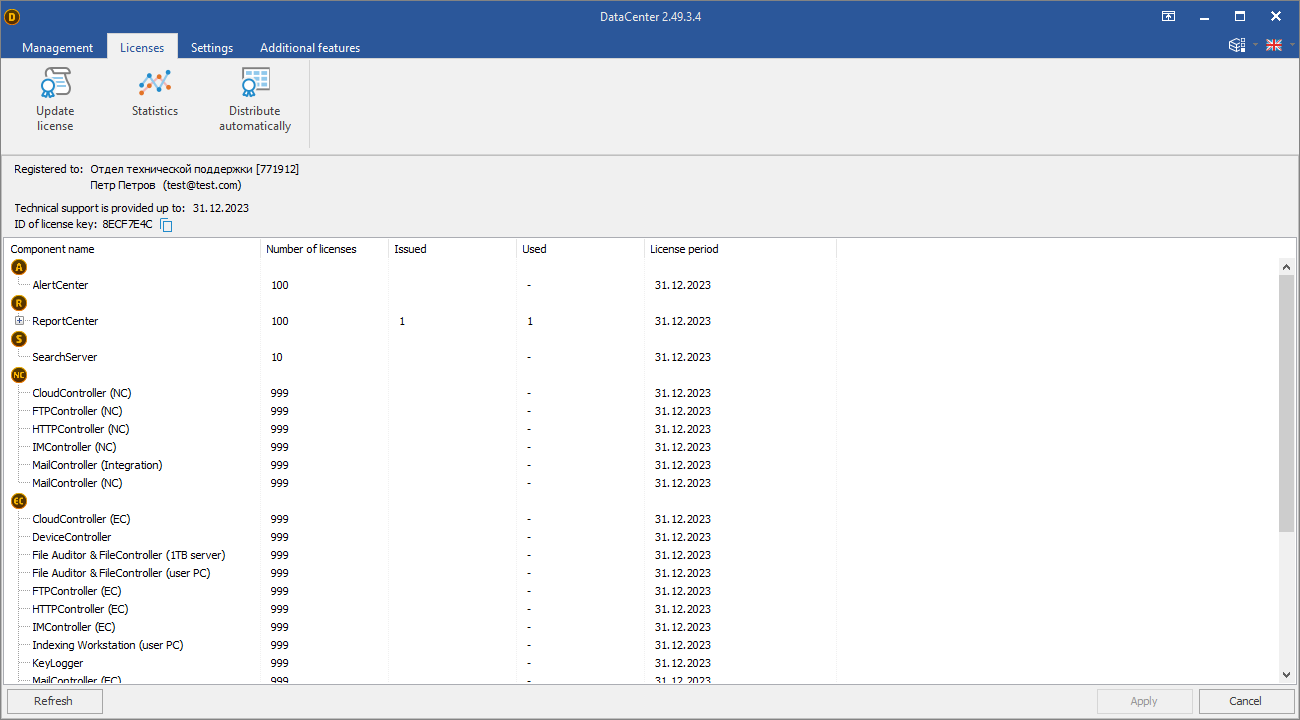 D
DataCenter 2.49.3.4
Management Licenses Settings Additional features
Update license
Statistics
Distribute automatically
Registered to: Отдел технической поддержки [771912]
Петр Петров (test@test.com)
Technical support is provided up to: 31.12.2023
ID of license key: 8ECF7E4C
Component name Number of licenses Issued Used License period
A
AlertCenter 100 - 31.12.2023
R
ReportCenter 100 1 1 31.12.2023
S
SearchServer 10 - 31.12.2023
NC
CloudController (NC) 999 - 31.12.2023
FTPController (NC) 999 - 31.12.2023
HTTPController (NC) 999 - 31.12.2023
IMController (NC) 999 - 31.12.2023
MailController (Integration) 999 - 31.12.2023
MailController (NC) 999 - 31.12.2023
EC
CloudController (EC) 999 - 31.12.2023
DeviceController 999 - 31.12.2023
File Auditor & FileController (1TB server) 999 - 31.12.2023
File Auditor & FileController (user PC) 999 - 31.12.2023
FTPController (EC) 999 - 31.12.2023
HTTPController (EC) 999 - 31.12.2023
IMController (EC) 999 - 31.12.2023
Indexing Workstation (user PC) 999 - 31.12.2023
KeyLogger 999 - 31.12.2023
MailController (EC) 999 - 31.12.2023
Refresh Apply Cancel